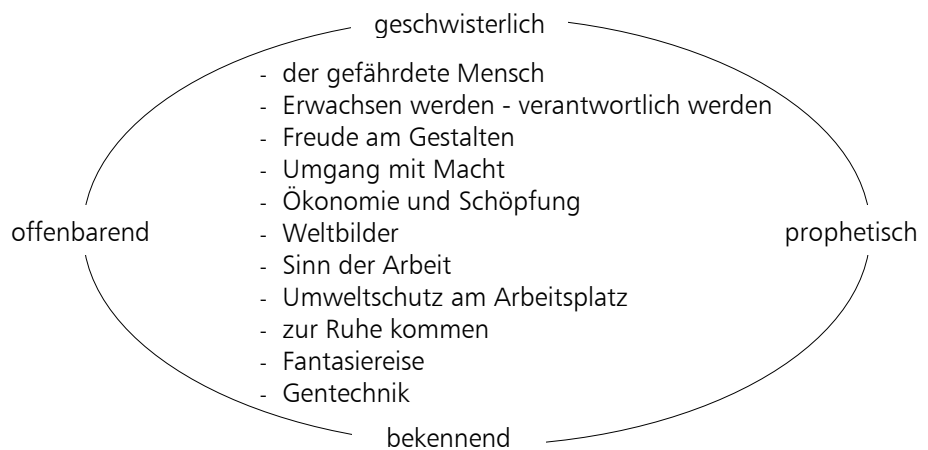 geschwisterlich
- der gefährdete Mensch
- Erwachsen werden - verantwortlich werden
- Freude am Gestalten
- Umgang mit Macht
- Ökonomie und Schöpfung
offenbarend
- Weltbilder
prophetisch
- Sinn der Arbeit
- Umweltschutz am Arbeitsplatz
- zur Ruhe kommen
- Fantasiereise
- Gentechnik
bekennend